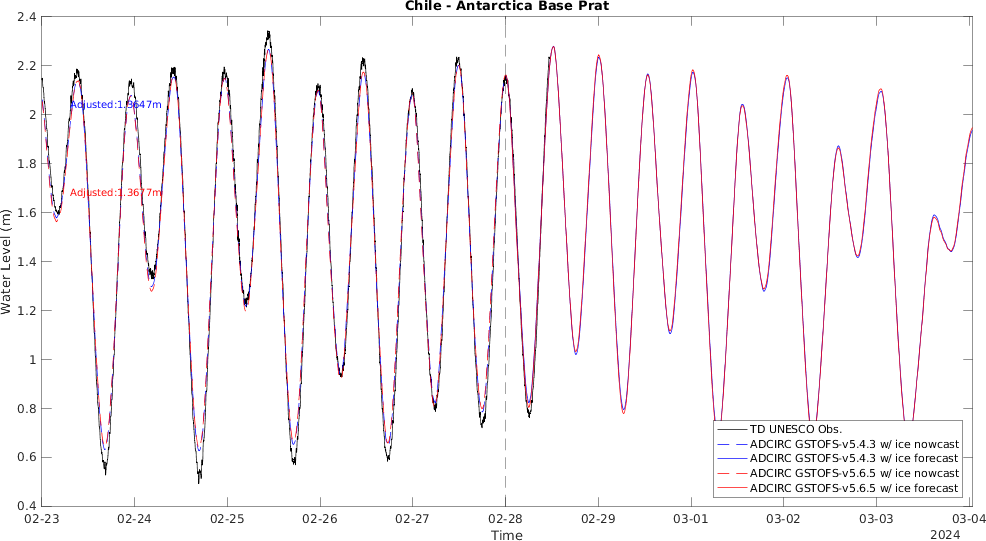 Chile - Antarctica Base Prat
2.4
2.2
2
1.8
1.6
1.4
1.2
1
0.8
0.6
0.4
Water Level (m)
Adjusted:1.3647m
Adjusted:1.3677m
TD UNESCO Obs.
ADCIRC GSTOFS-v5.4.3 w/ ice nowcast
ADCIRC GSTOFS-v5.4.3 w/ ice forecast
ADCIRC GSTOFS-v5.6.5 w/ ice nowcast
ADCIRC GSTOFS-v5.6.5 w/ ice forecast
02-23 02-24 02-25 02-26 02-27 02-28 02-29 03-01 03-02 03-03 03-04
Time
2024